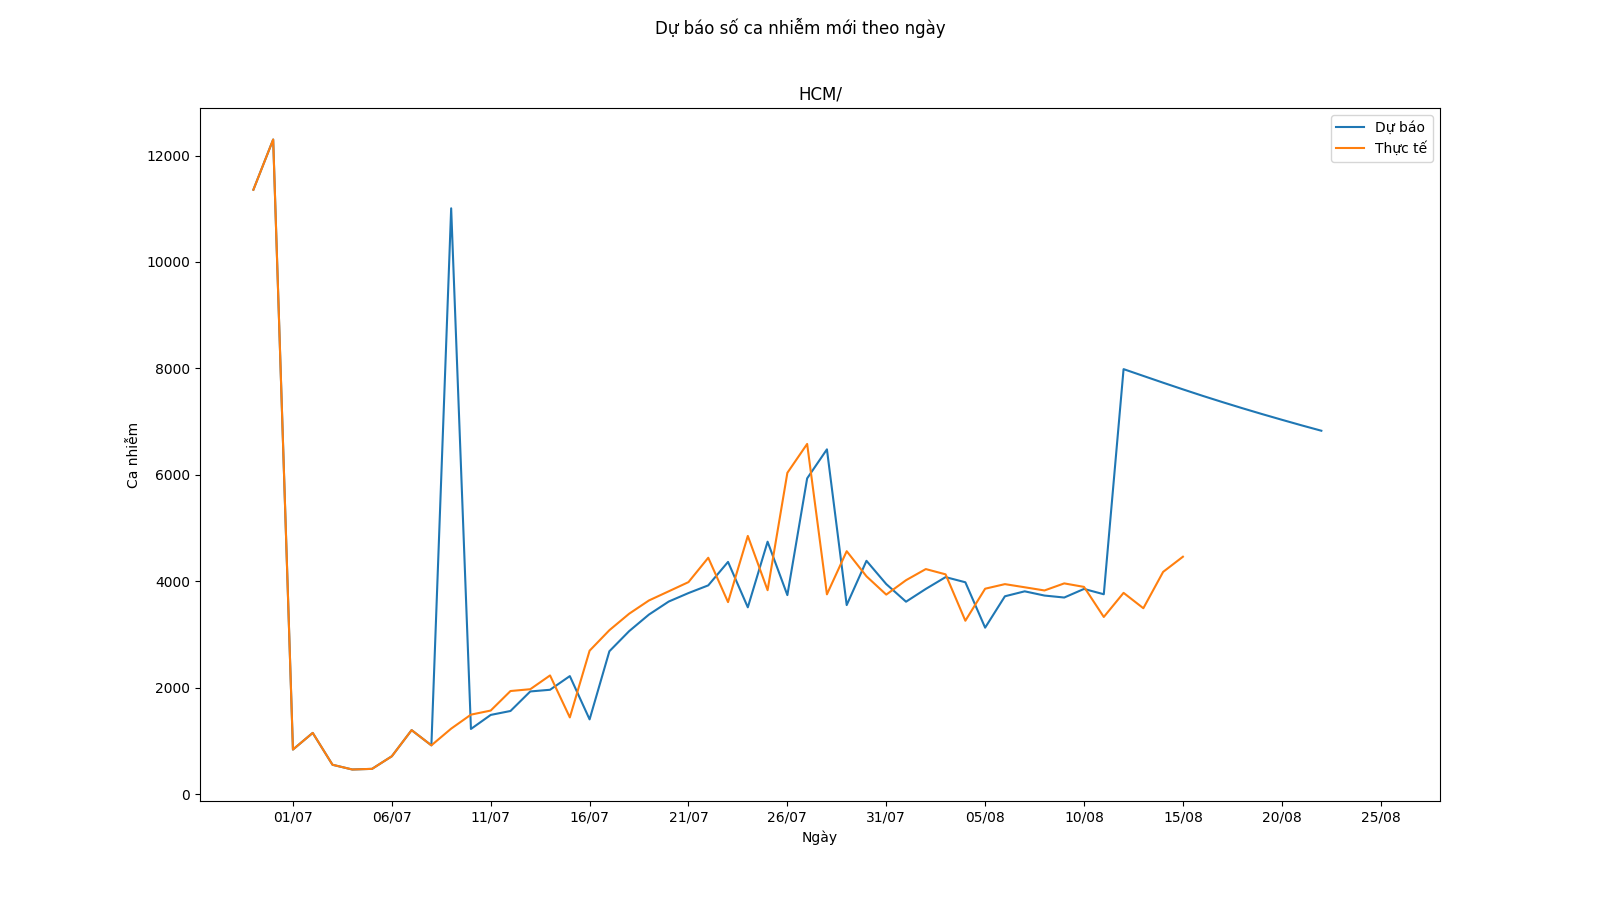 Dự báo số ca nhiễm mới theo ngày
HCM/
Dự báo
Thực tế
12000
10000
8000
6000
4000
2000
0
Ca nhiễm
01/07 06/07 11/07 16/07 21/07 26/07 31/07 05/08 10/08 15/08 20/08 25/08
Ngày